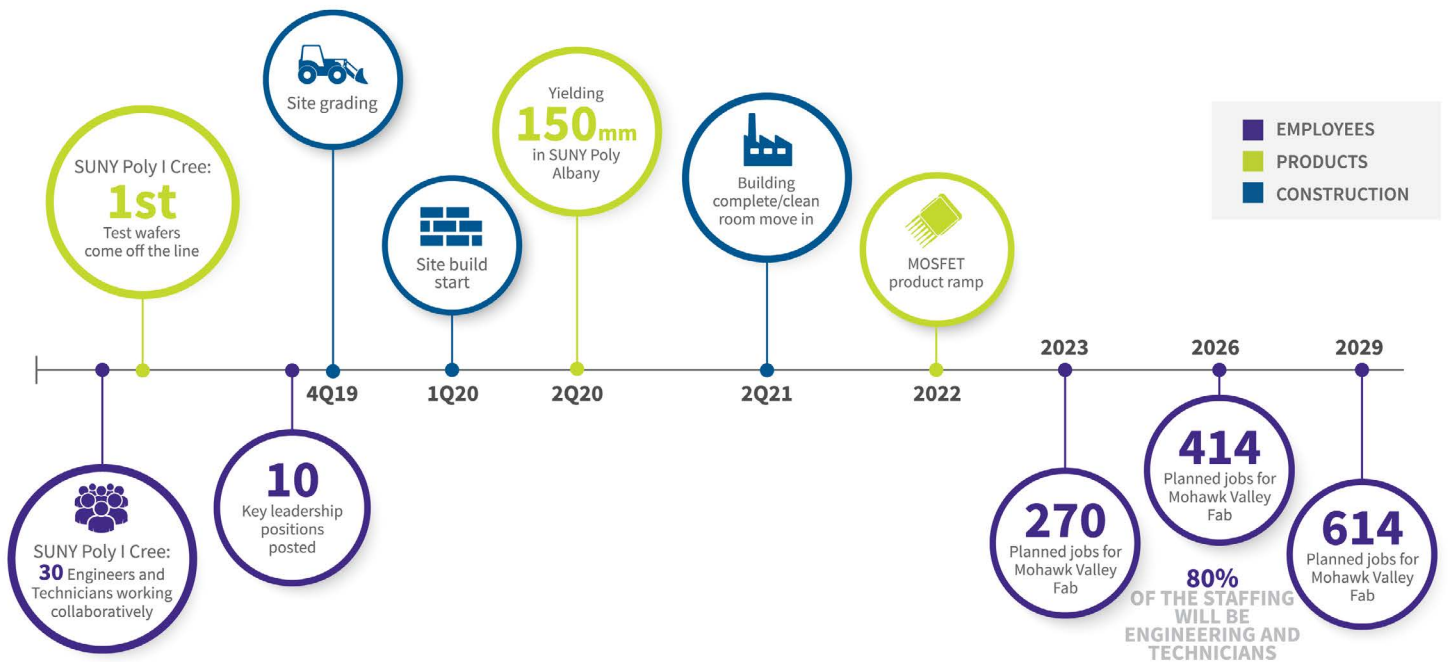 SUNY Poly I Cree:
1st
Test wafers
come off the line
Site grading
Site build
start
Yielding
150mm
in SUNY Poly
Albany
Building
complete/clean
room move in
MOSFET
product ramp
EMPLOYEES
PRODUCTS
CONSTRUCTION
4Q19
1Q20
2Q20
2Q21
2022
2023
2026
2029
SUNY Poly I Cree:
30 Engineers and
Technicians working
collaboratively
10
Key leadership
positions
posted
270
Planned jobs for
Mohawk Valley
Fab
414
Planned jobs for
Mohawk Valley
Fab
614
Planned jobs for
Mohawk Valley
Fab
80%
OF THE STAFFING
WILL BE
ENGINEERING AND
TECHNICIANS